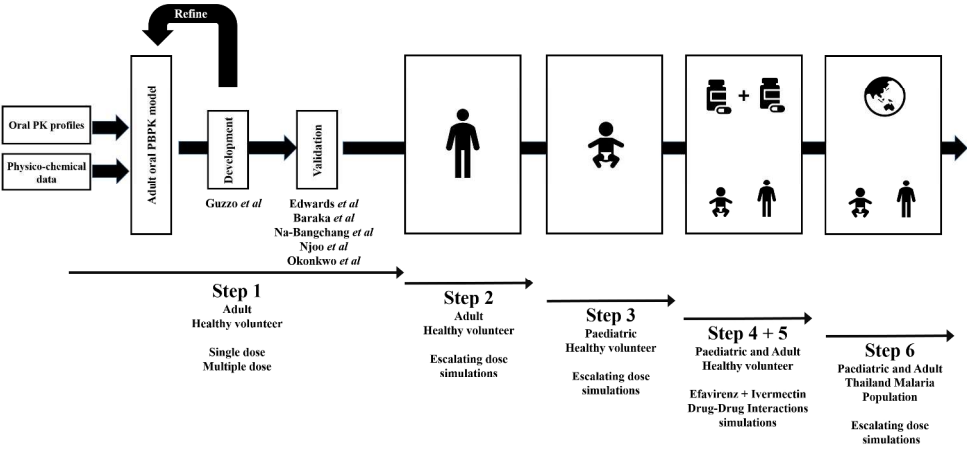 Refine
Oral PK profiles
Physico-chemical
data
Adult oral PBPK model
Development
Validation
Guzzo et al
Edwards et al
Baraka et al
Na-Bangchang et al
Njoo et al
Okonkwo et al
Step 1
Adult
Healthy volunteer
Single dose
Multiple dose
Step 2
Adult
Healthy volunteer
Escalating dose
simulations
Step 3
Paediatric
Healthy volunteer
Escalating dose
simulations
+
Step 4 + 5
Paediatric and Adult
Healthy volunteer
Efavirenz + Ivermectin
Drug-Drug Interactions
simulations
Step 6
Paediatric and Adult
Thailand Malaria
Population
Escalating dose
simulations